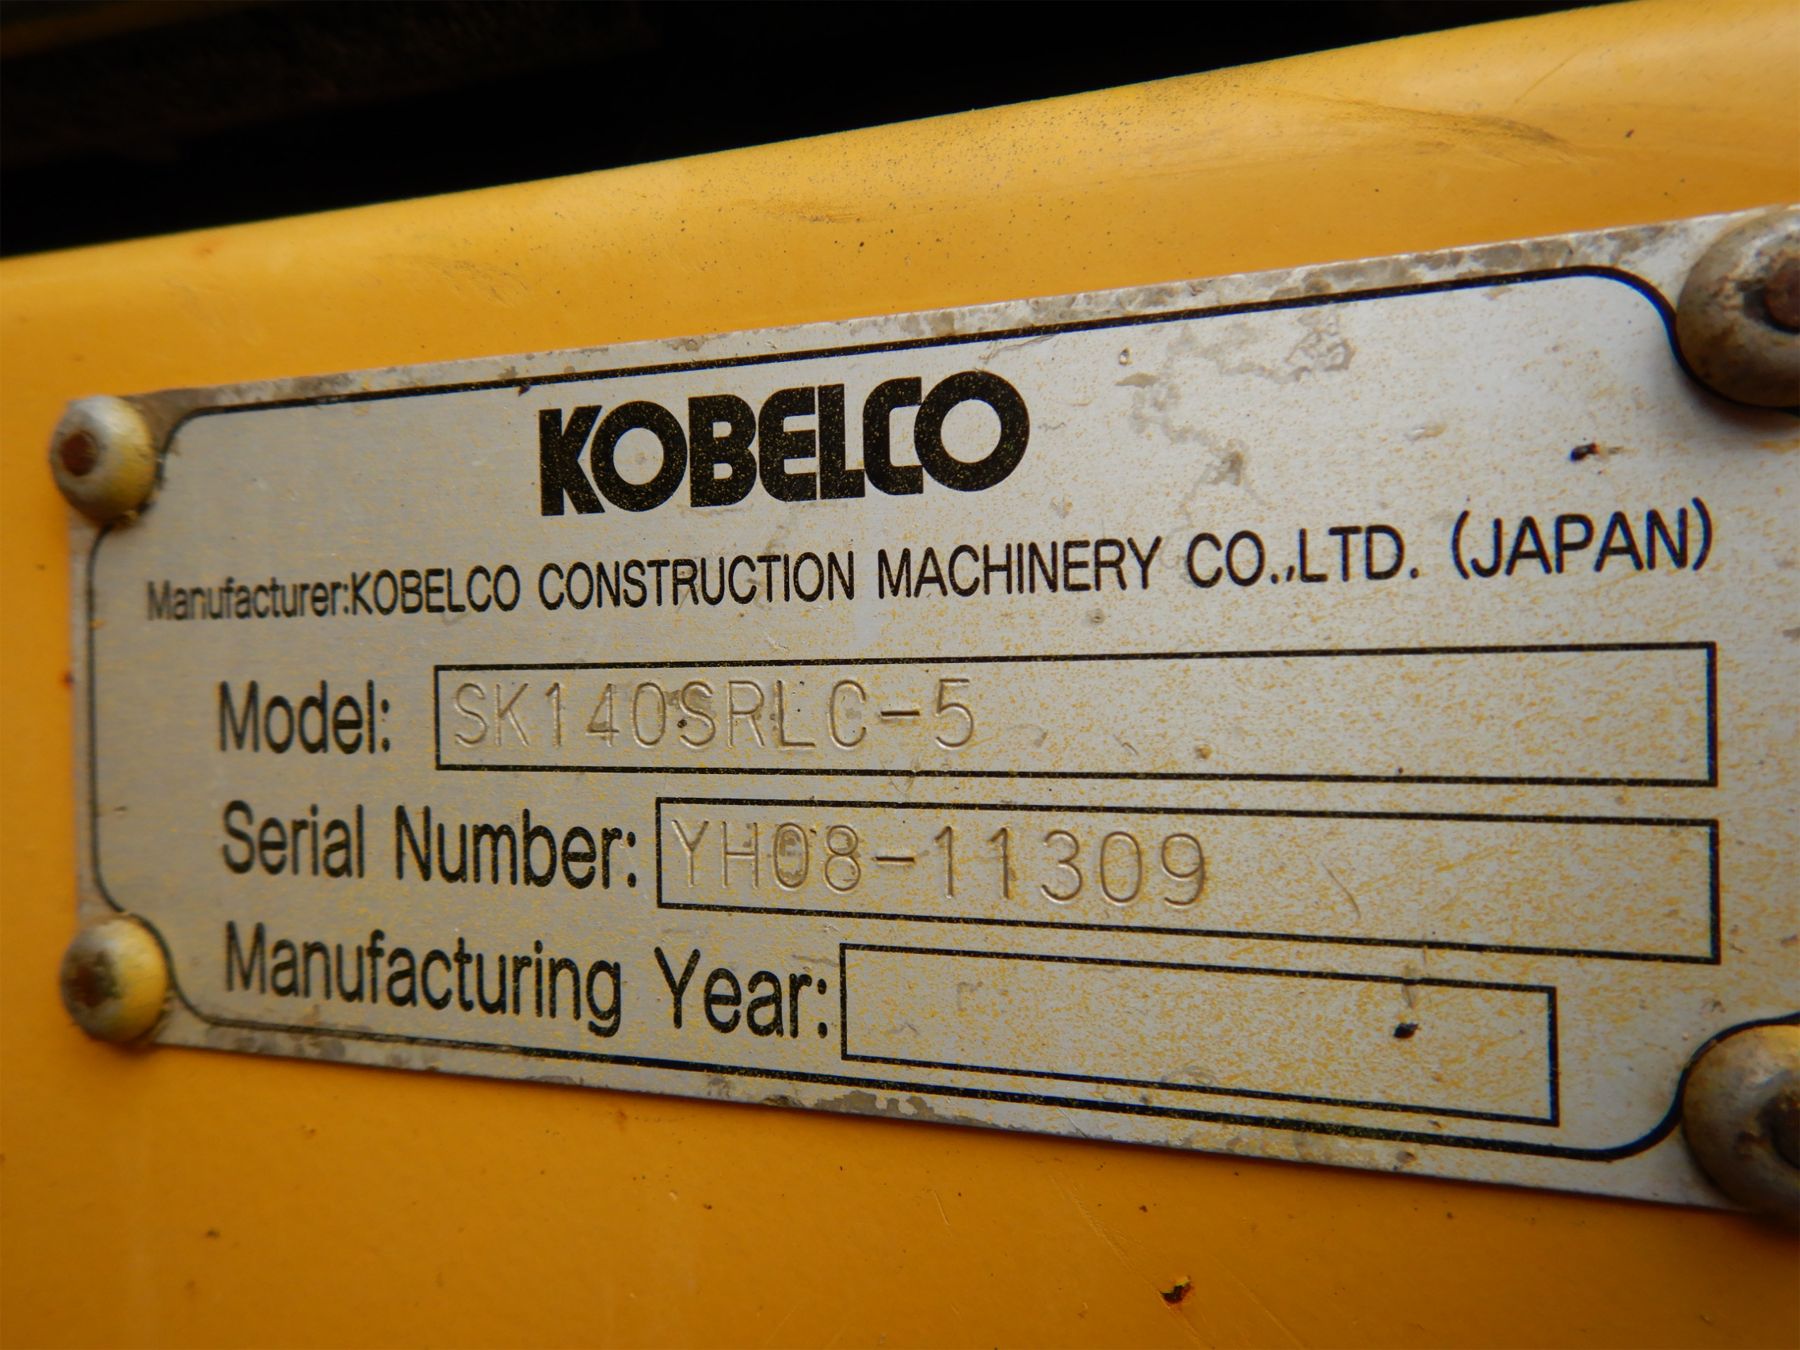 KOBELCO
Manufacturer:KOBELCO CONSTRUCTION MACHINERY CO.,LTD. (JAPAN)
Model: SK140SRLC-5
Serial Number: YH08-11309
Manufacturing Year: